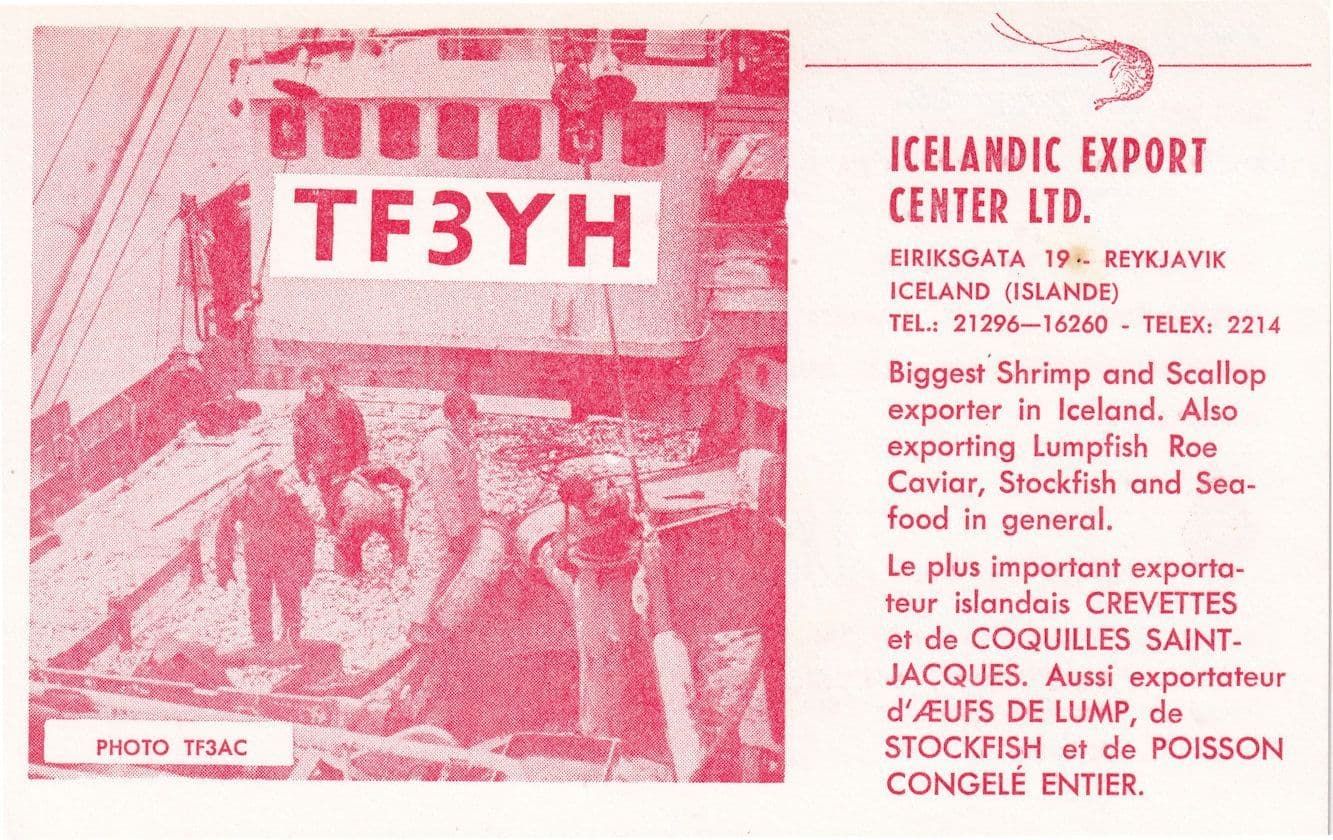 TF3YH
PHOTO TF3AC
ICELANDIC EXPORT
CENTER LTD.
EIRIKSGATA 19 - REYKJAVIK
ICELAND (ISLANDE)
TEL.: 21296—16260 - TELEX: 2214
Biggest Shrimp and Scallop
exporter in Iceland. Also
exporting Lumpfish Roe
Caviar, Stockfish and Sea-
food in general.
Le plus important exporta-
teur islandais CREVETTES
et de COQUILLES SAINT-
JACQUES. Aussi exportateur
d'ÆUFS DE LUMP, de
STOCKFISH et de POISSON
CONGELÉ ENTIER.